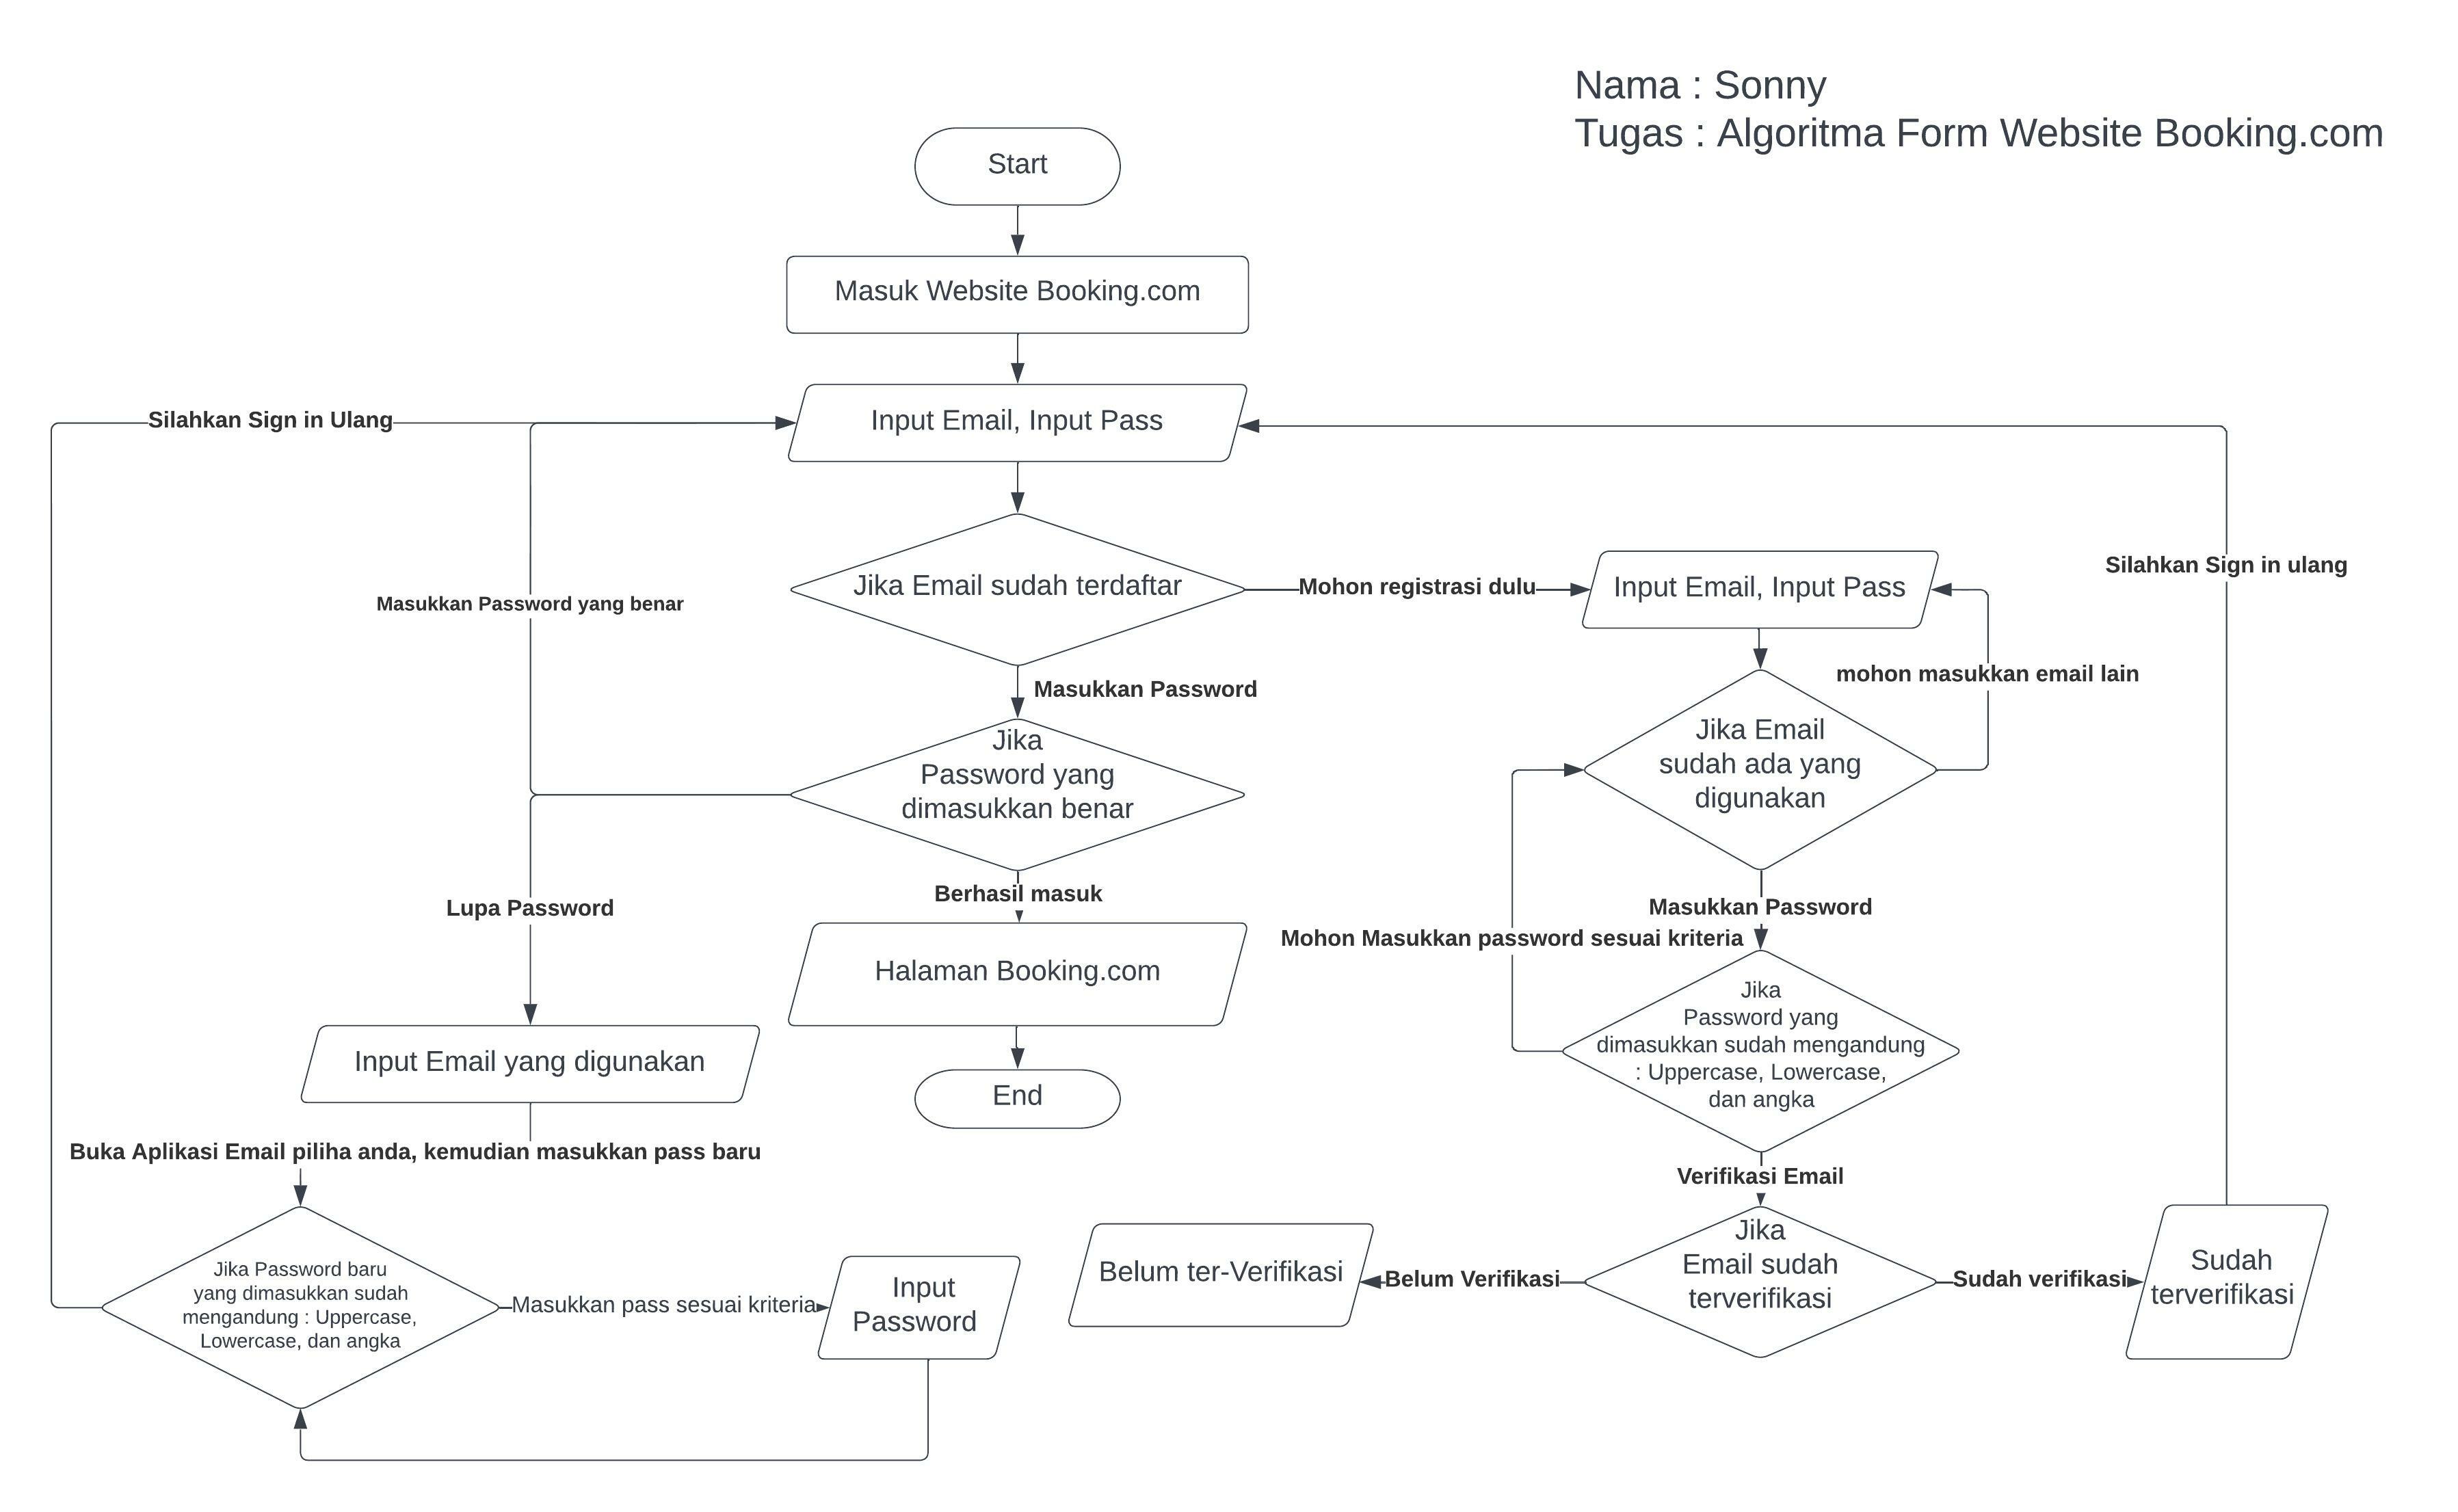 Nama : Sonny
Tugas : Algoritma Form Website Booking.com
Start
Masuk Website Booking.com
Silahkan Sign in Ulang
Input Email, Input Pass
Silahkan Sign in ulang
Jika Email sudah terdaftar
Mohon registrasi dulu
Input Email, Input Pass
Masukkan Password yang benar
mohon masukkan email lain
Masukkan Password
Jika
Password yang
dimasukkan benar
Jika Email
sudah ada yang
digunakan
Lupa Password
Berhasil masuk
Masukkan Password
Mohon Masukkan password sesuai kriteria
Halaman Booking.com
Jika
Password yang
dimasukkan sudah mengandung
: Uppercase, Lowercase,
dan angka
Input Email yang digunakan
End
Buka Aplikasi Email piliha anda, kemudian masukkan pass baru
Verifikasi Email
Jika Password baru
yang dimasukkan sudah
mengandung : Uppercase,
Lowercase, dan angka
Masukkan pass sesuai kriteria
Input
Password
Belum ter-Verifikasi
Belum Verifikasi
Jika
Email sudah
terverifikasi
Sudah verifikasi
Sudah
terverifikasi